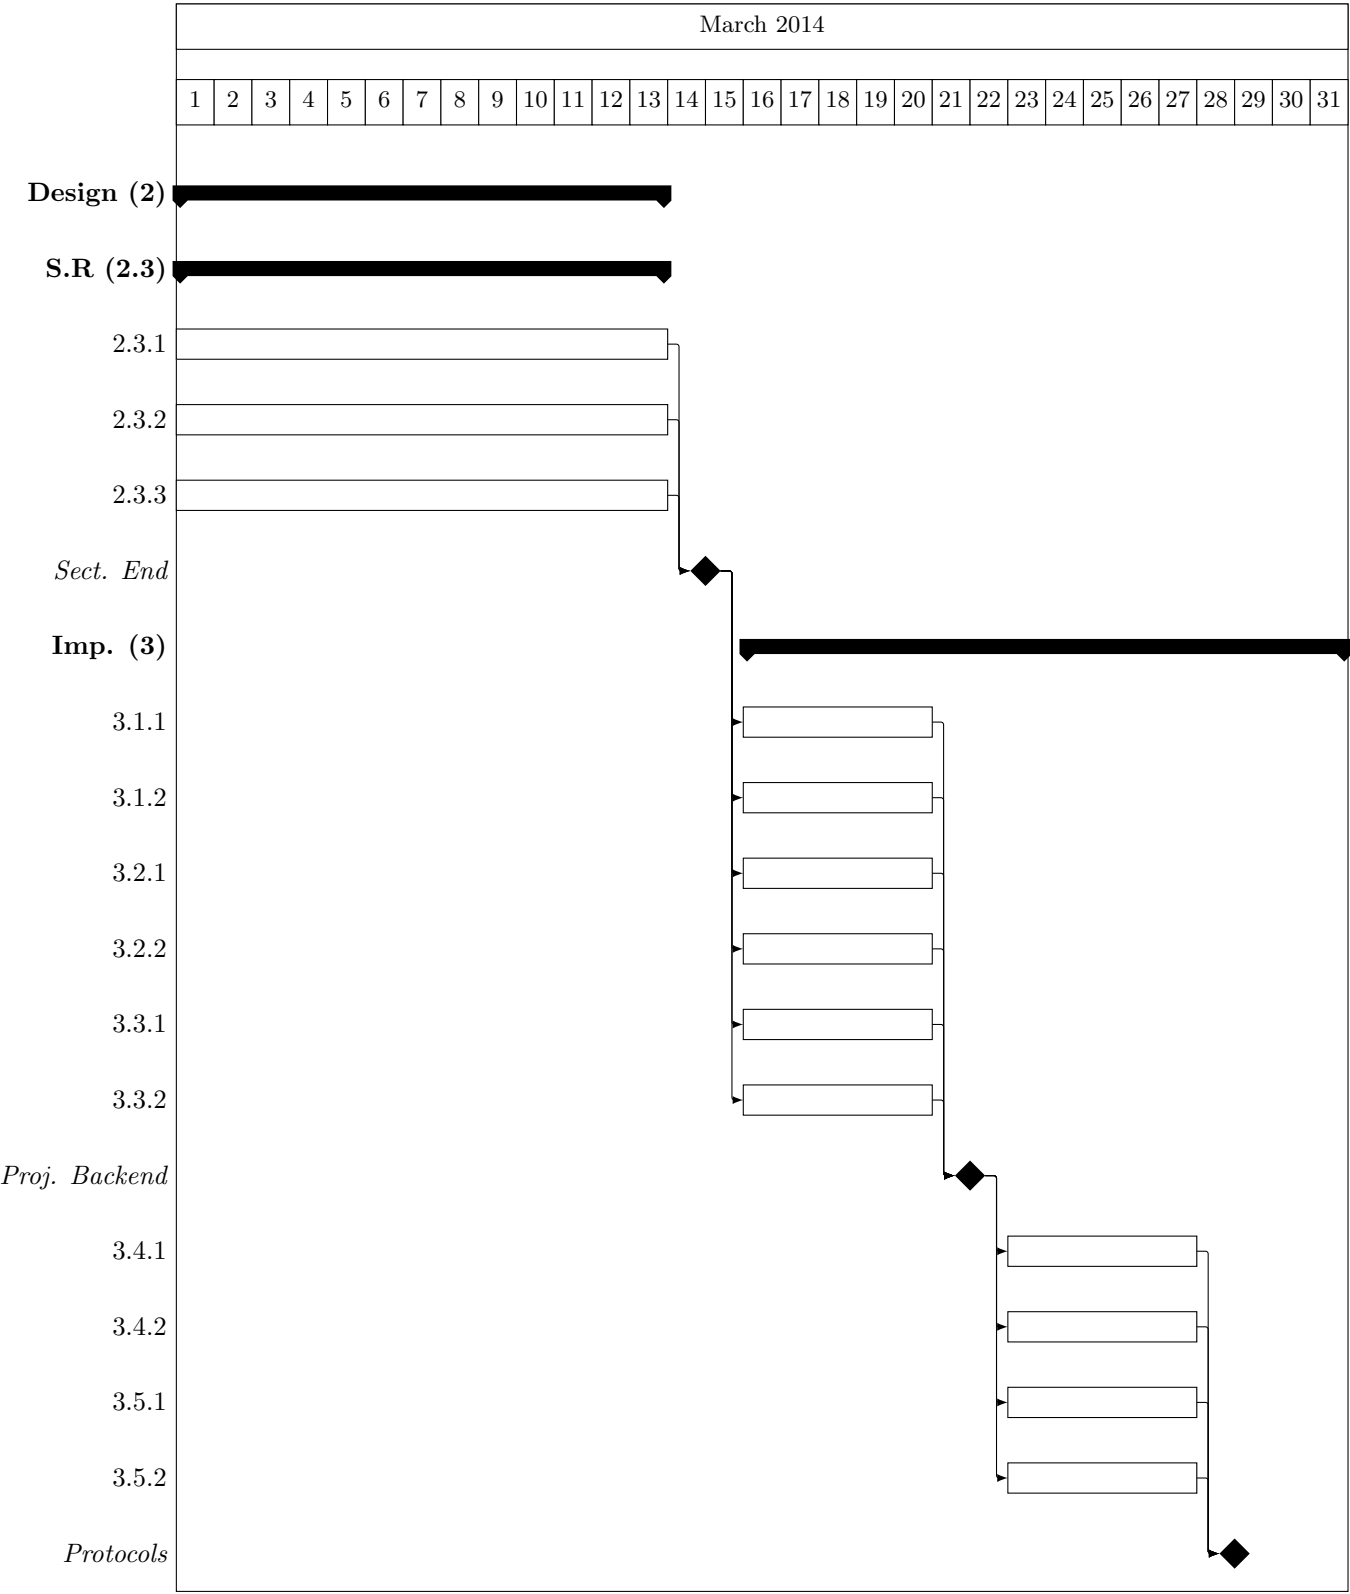 March 2014
1 2 3 4 5 6 7 8 9 10 11 12 13 14 15 16 17 18 19 20 21 22 23 24 25 26 27 28 29 30 31
Design (2)
S.R (2.3)
2.3.1
2.3.2
2.3.3
Sect. End
Imp. (3)
3.1.1
3.1.2
3.2.1
3.2.2
3.3.1
3.3.2
Proj. Backend
3.4.1
3.4.2
3.5.1
3.5.2
Protocols